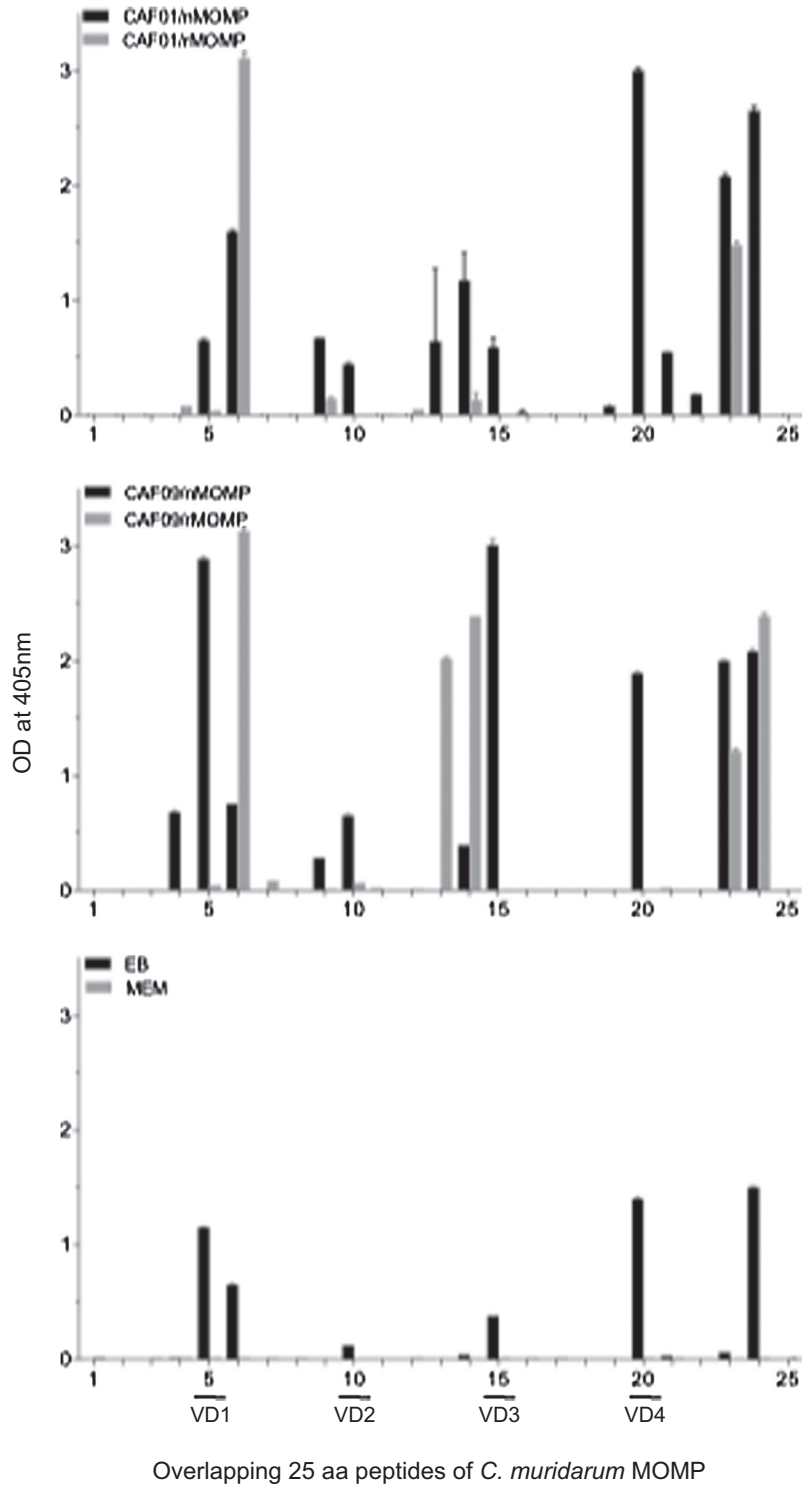 CAF01/nMOMP
CAF01/rMOMP
3
2
1
0
1 5 10 15 20 25
CAF09/nMOMP
CAF09/rMOMP
3
2
1
0
1 5 10 15 20 25
OD at 405nm
EB
MEM
3
2
1
0
1 5 10 15 20 25
VD1 VD2 VD3 VD4
Overlapping 25 aa peptides of C. muridarum MOMP